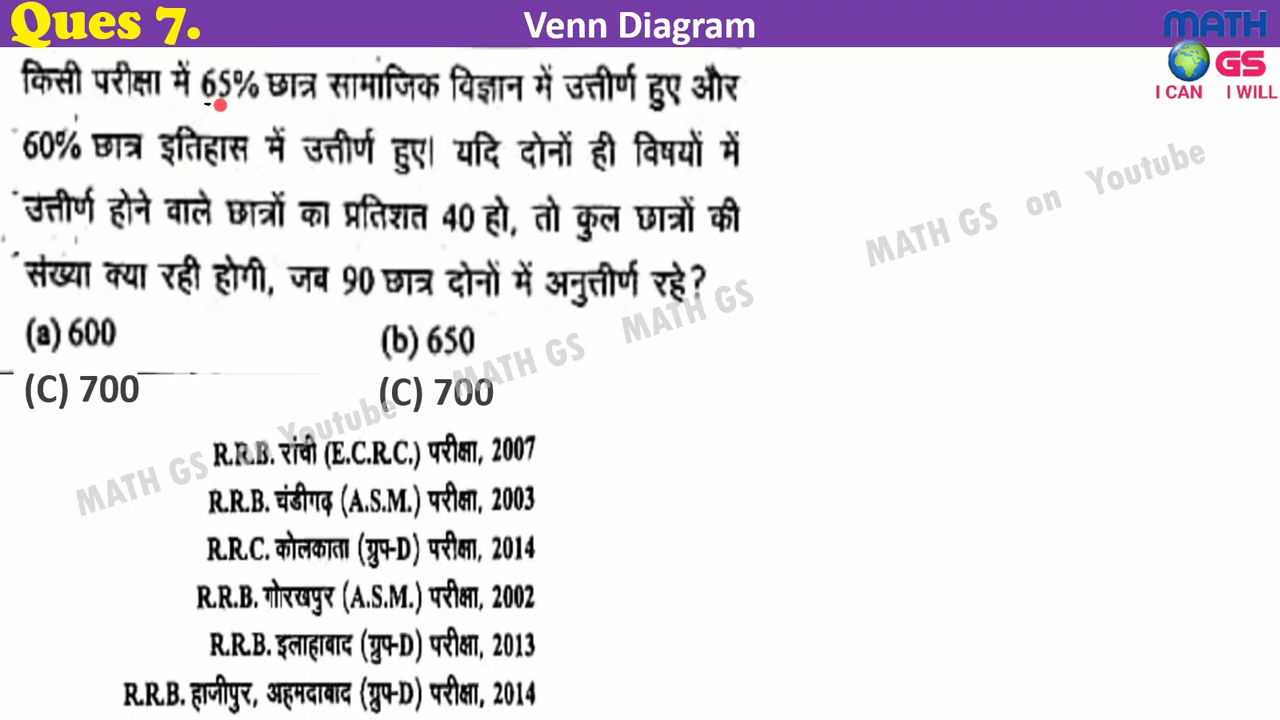 Ques 7.
Venn Diagram
MATH
GS
I CAN I WILL
किसी परीक्षा में 65% छात्र सामाजिक विज्ञान में उत्तीर्ण हुए और
60% छात्र इतिहास में उत्तीर्ण हुए। यदि दोनों ही विषयों में
उत्तीर्ण होने वाले छात्रों का प्रतिशत 40 हो, तो कुल छात्रों की
संख्या क्या रही होगी, जब 90 छात्र दोनों में अनुत्तीर्ण रहे?
(a) 600 (b) 650
(C) 700 (C) 700
R.R.B. रांची (E.C.R.C.) परीक्षा, 2007
R.R.B. चंडीगढ़ (A.S.M.) परीक्षा, 2003
R.R.C. कोलकाता (ग्रुप-D) परीक्षा, 2014
R.R.B. गोरखपुर (A.S.M.) परीक्षा, 2002
R.R.B. इलाहाबाद (ग्रुप-D) परीक्षा, 2013
R.R.B. हाजीपुर, अहमदाबाद (ग्रुप-D) परीक्षा, 2014
MATH GS on Youtube
MATH GS on Youtube MATH GS MATH GS